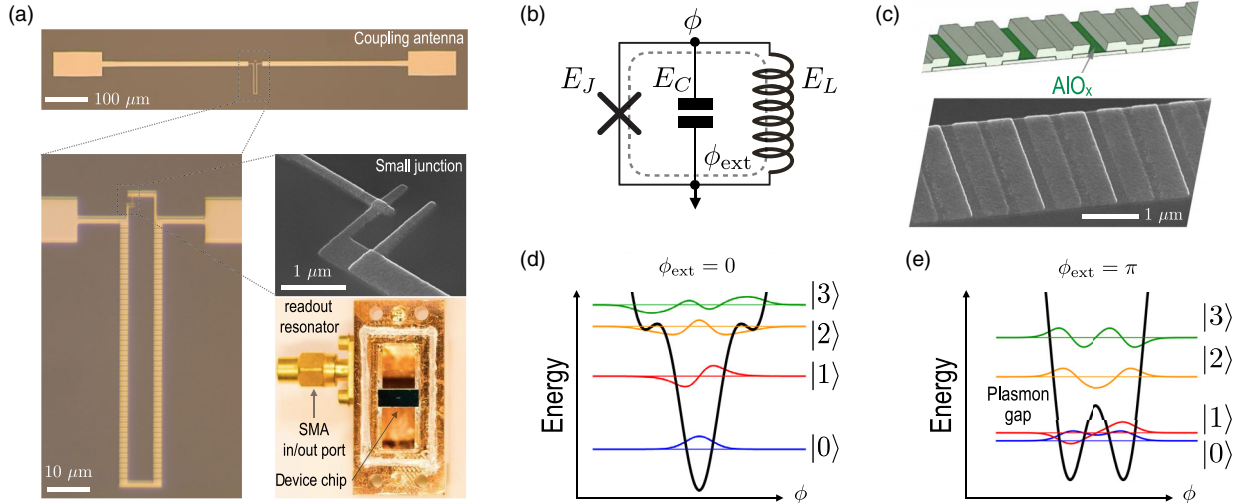 (a)
Coupling antenna
100 μm
Small junction
1 μm
readout
resonator
SMA
in/out port
Device chip
10 μm
(b)
ϕ
E_J
E_C
E_L
ϕ_ext
(c)
AlO_x
1 μm
(d)
ϕ_ext = 0
|3⟩
|2⟩
|1⟩
|0⟩
Energy
ϕ
(e)
ϕ_ext = π
|3⟩
|2⟩
Plasmon
gap
|1⟩
|0⟩
Energy
ϕ